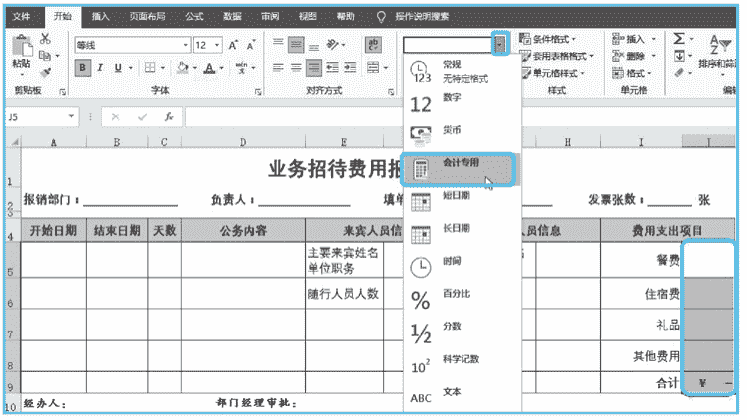 文件 开始 插入 页面布局 公式 数据 审阅 视图 帮助 操作说明搜索
粘贴
等线 12
B I U
条件格式
套用表格格式
单元格样式
插入
删除
格式
排序和筛选
剪贴板 字体 对齐方式 样式 单元格 编辑
常规
无特定格式
数字
货币
会计专用
短日期
长日期
时间
百分比
分数
科学记数
文本
J5 fx
A B C D E H I J
1 业务招待费用报
2 报销部门: 负责人: 填单 发票张数: 张
3
4 开始日期 结束日期 天数 公务内容 来宾人员信 人员信息 费用支出项目
5 主要来宾姓名 餐费
单位职务
6 随行人员人数 住宿费
7 礼品
8 其他费用
9 合计 ¥ -
10 经办人: 部门经理审批: